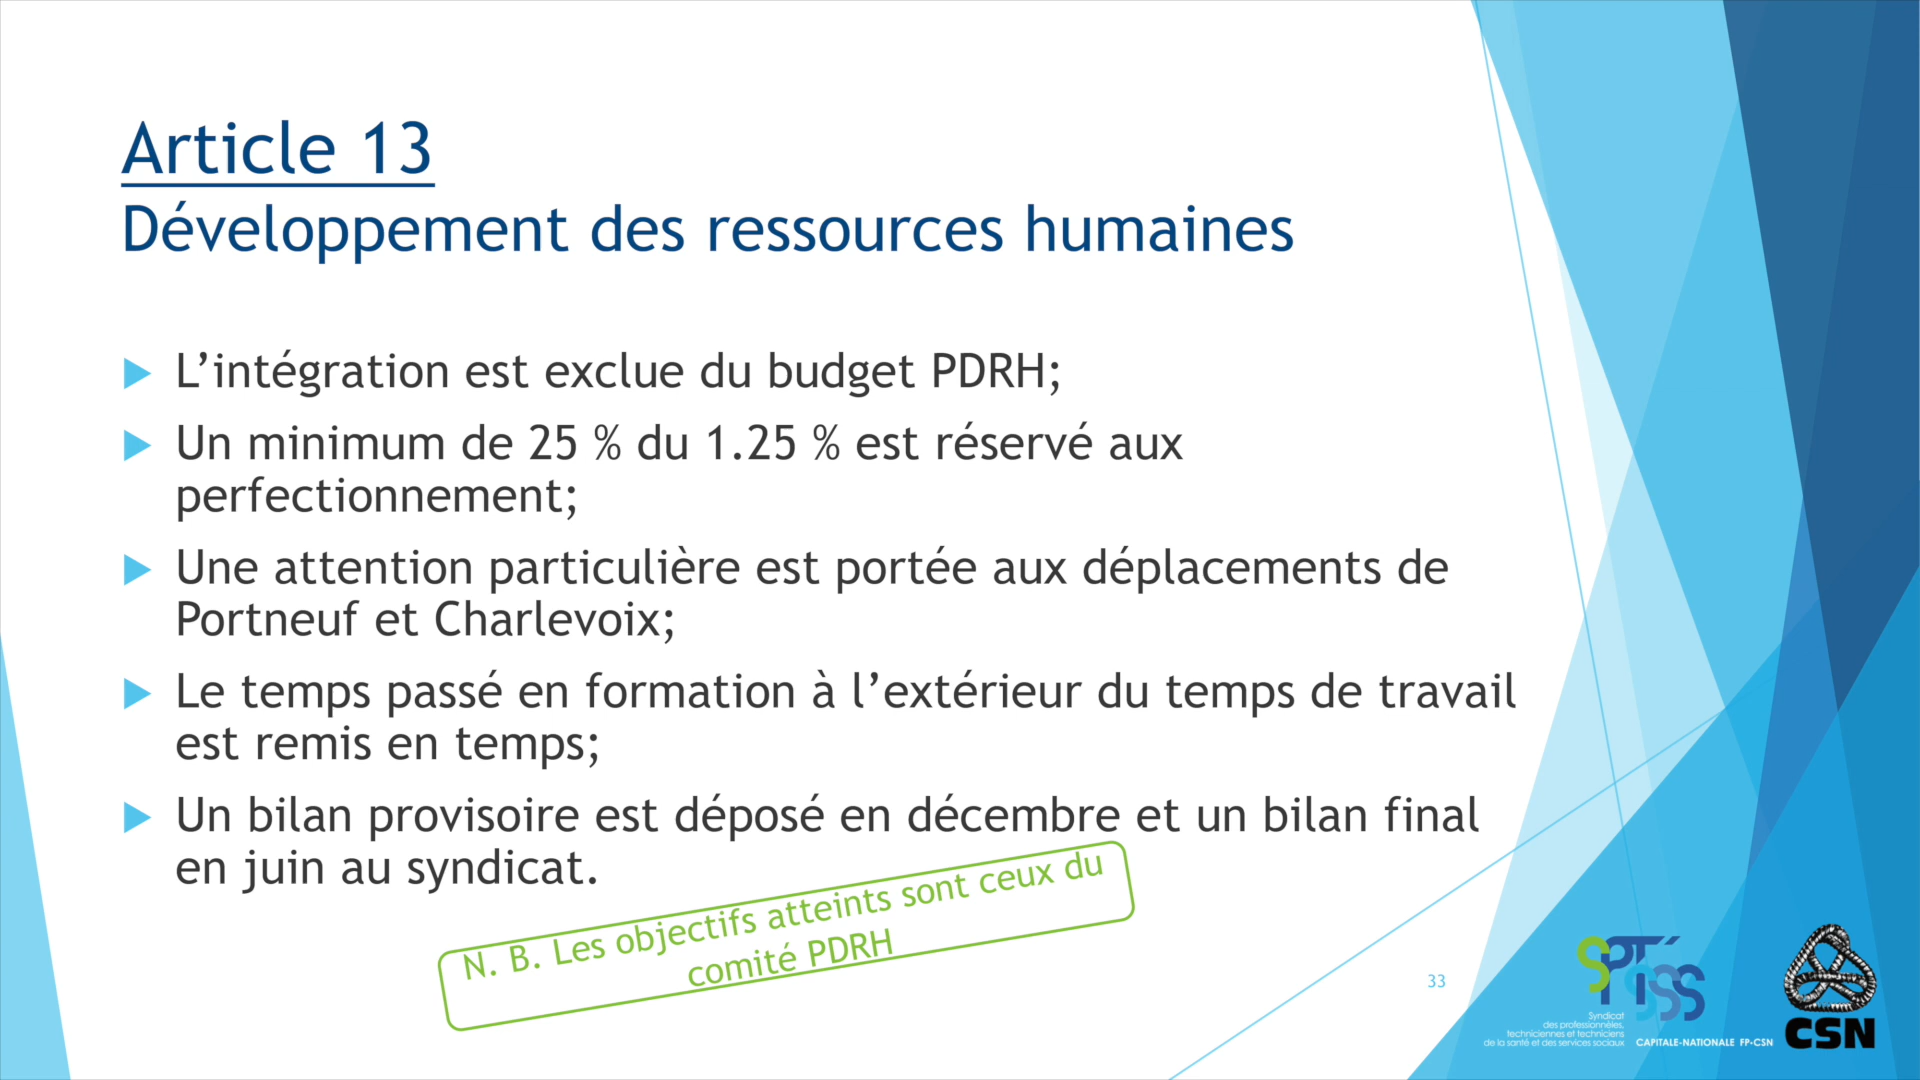 Article 13
Développement des ressources humaines
L’intégration est exclue du budget PDRH;
Un minimum de 25 % du 1.25 % est réservé aux
perfectionnement;
Une attention particulière est portée aux déplacements de
Portneuf et Charlevoix;
Le temps passé en formation à l’extérieur du temps de travail
est remis en temps;
Un bilan provisoire est déposé en décembre et un bilan final
en juin au syndicat.
N. B. Les objectifs atteints sont ceux du
comité PDRH
33
SPTSSS
Syndicat
des professionnèles,
techniciennes et techniciens
de la santé et des services sociaux
CAPITALE-NATIONALE FP-CSN
CSN